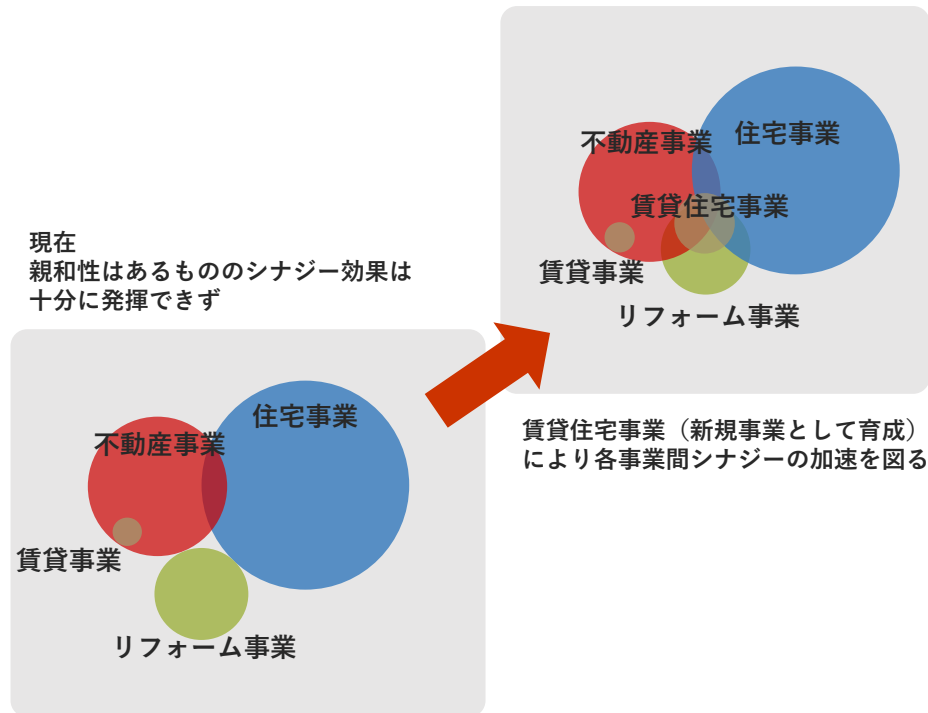 現在
親和性はあるもののシナジー効果は
十分に発揮できず
住宅事業
不動産事業
賃貸事業
リフォーム事業
住宅事業
不動産事業
賃貸住宅事業
賃貸事業
リフォーム事業
賃貸住宅事業（新規事業として育成）
により各事業間シナジーの加速を図る